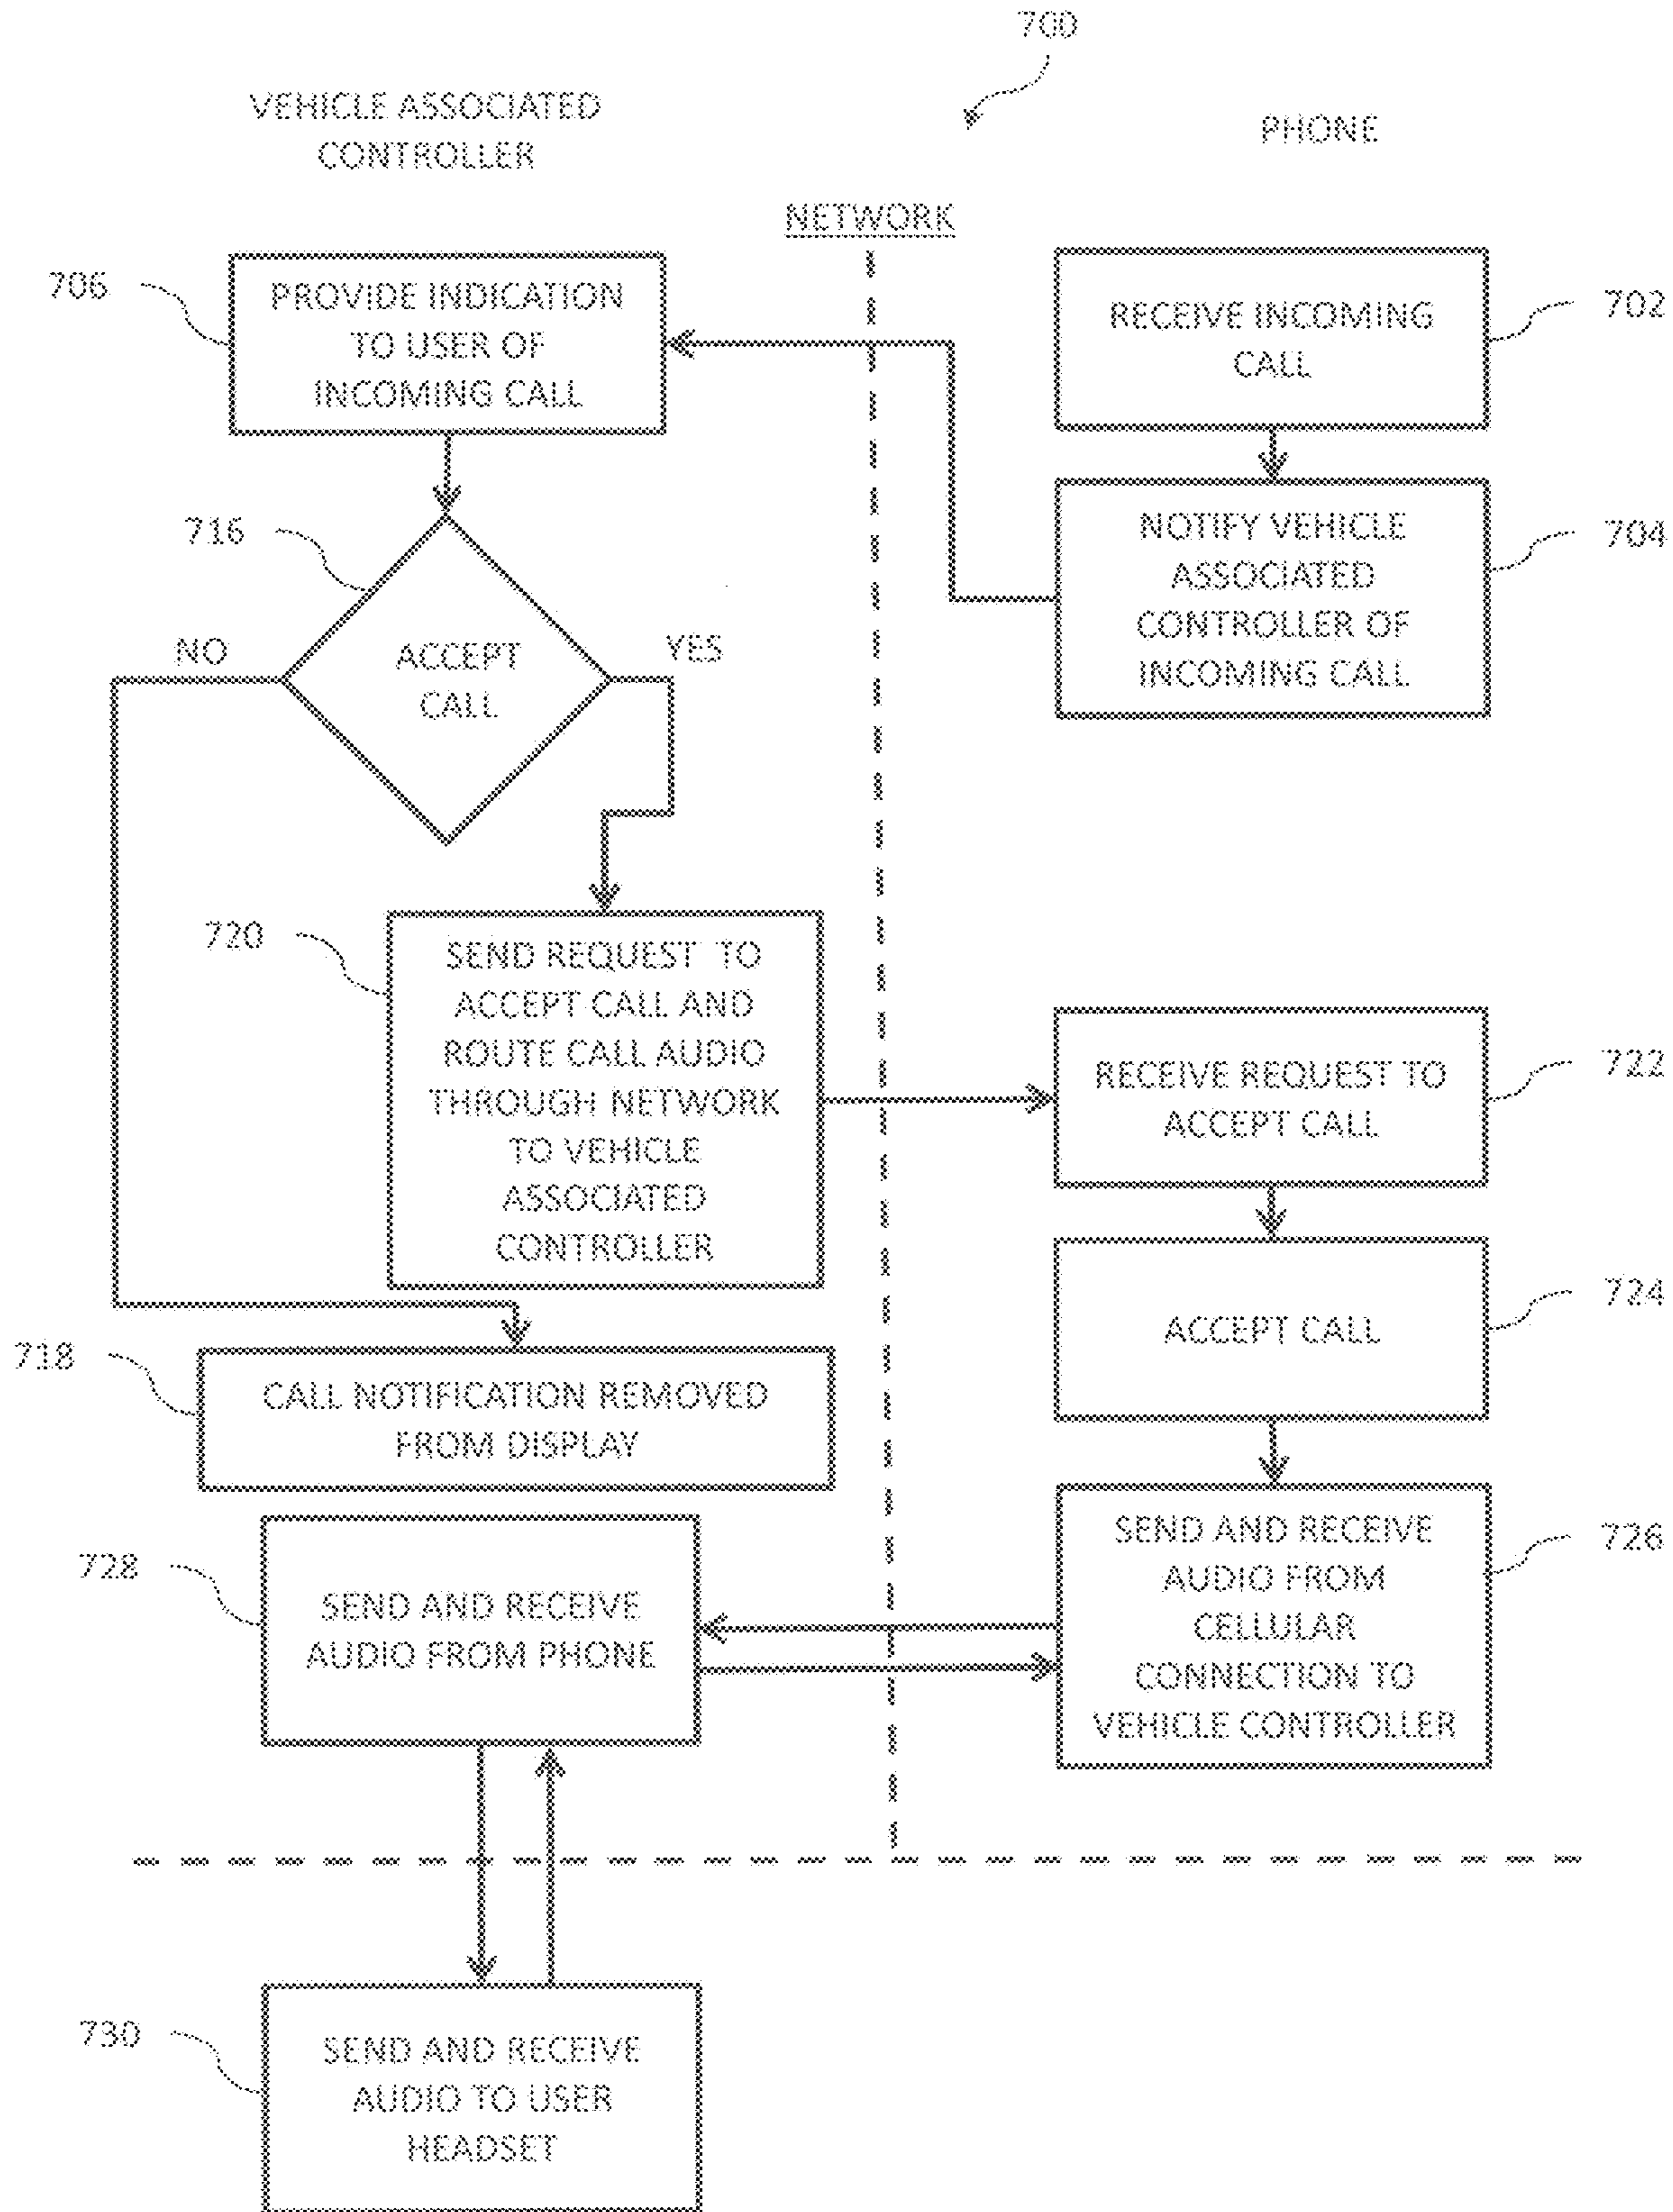 700
VEHICLE ASSOCIATED
CONTROLLER
PHONE
NETWORK
706
PROVIDE INDICATION
TO USER OF
INCOMING CALL
RECEIVE INCOMING
CALL
702
NOTIFY VEHICLE
ASSOCIATED
CONTROLLER OF
INCOMING CALL
704
716
NO
ACCEPT
CALL
YES
720
SEND REQUEST TO
ACCEPT CALL AND
ROUTE CALL AUDIO
THROUGH NETWORK
TO VEHICLE
ASSOCIATED
CONTROLLER
RECEIVE REQUEST TO
ACCEPT CALL
722
ACCEPT CALL
724
718
CALL NOTIFICATION REMOVED
FROM DISPLAY
728
SEND AND RECEIVE
AUDIO FROM PHONE
SEND AND RECEIVE
AUDIO FROM
CELLULAR
CONNECTION TO
VEHICLE CONTROLLER
726
730
SEND AND RECEIVE
AUDIO TO USER
HEADSET